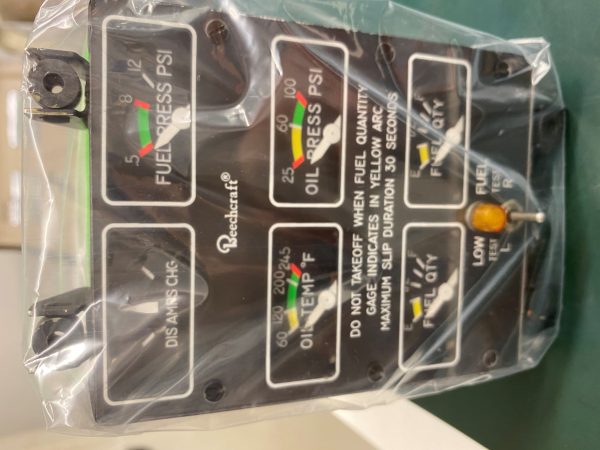 DIS AMPS CHG
5 8 12
FUEL PRESS PSI
Beechcraft®
60 120 200 245
OIL TEMP °F
25 60 100
OIL PRESS PSI
DO NOT TAKEOFF WHEN FUEL QUANTITY
GAGE INDICATES IN YELLOW ARC
MAXIMUM SLIP DURATION 30 SECONDS
E F
FUEL QTY
E F
FUEL QTY
LOW FUEL
TEST TEST
L R